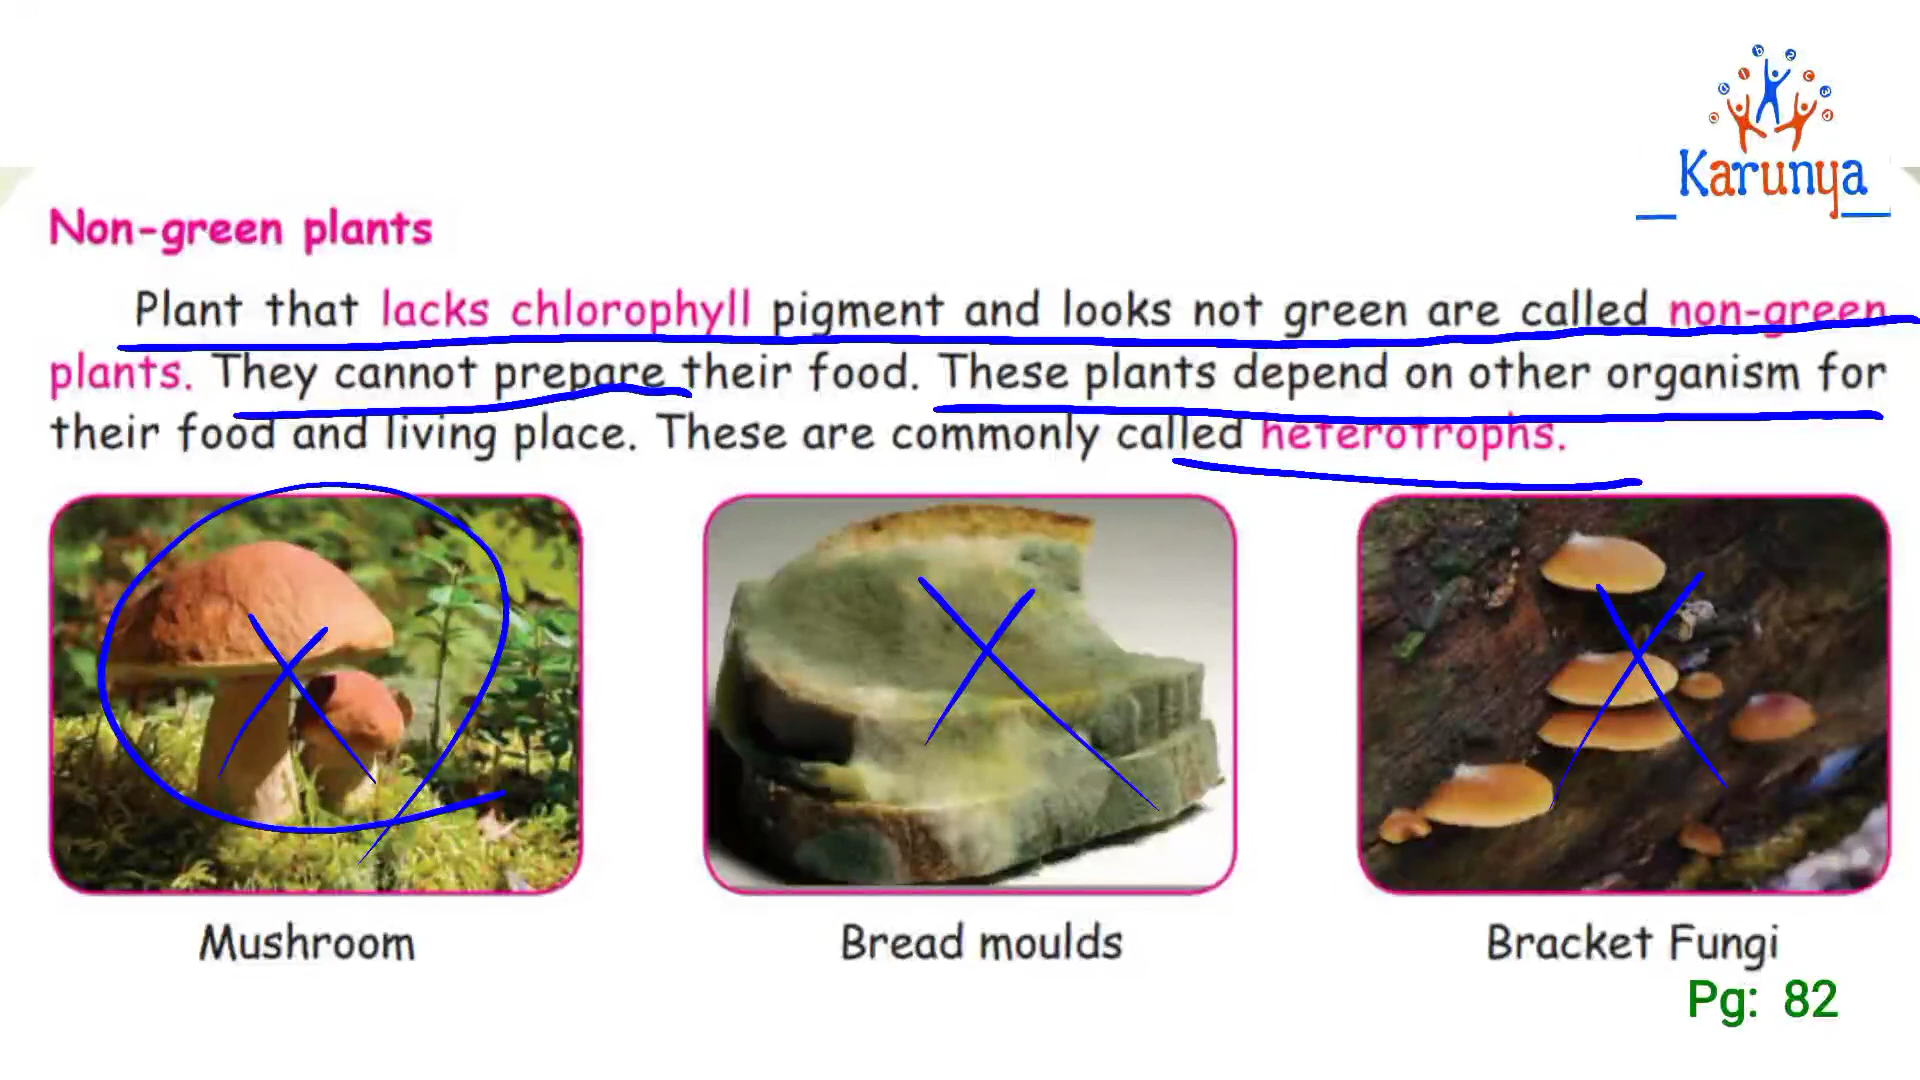 Karunya
Non-green plants
Plant that lacks chlorophyll pigment and looks not green are called non-green
plants. They cannot prepare their food. These plants depend on other organism for
their food and living place. These are commonly called heterotrophs.
Mushroom
Bread moulds
Bracket Fungi
Pg: 82